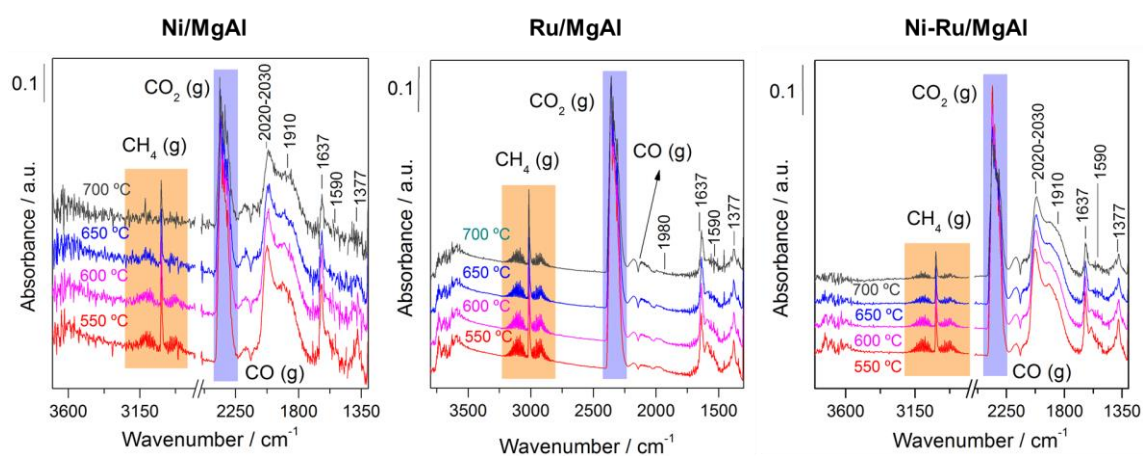 Ni/MgAl
0.1
CO₂ (g)
CH₄ (g)
2020-2030
1910
1637
1590
1377
700 ºC
650 ºC
600 ºC
550 ºC
CO (g)
Absorbance / a.u.
3600
3150
2250
1800
1350
Wavenumber / cm⁻¹
Ru/MgAl
0.1
CO₂ (g)
CH₄ (g)
CO (g)
1980
1637
1590
1377
700 ºC
650 ºC
600 ºC
550 ºC
Absorbance / a.u.
3500
3000
2500
2000
1500
Wavenumber / cm⁻¹
Ni-Ru/MgAl
0.1
CO₂ (g)
CH₄ (g)
2020-2030
1910
1637
1590
1377
700 ºC
650 ºC
600 ºC
550 ºC
CO (g)
Absorbance / a.u.
3600
3150
2250
1800
1350
Wavenumber / cm⁻¹